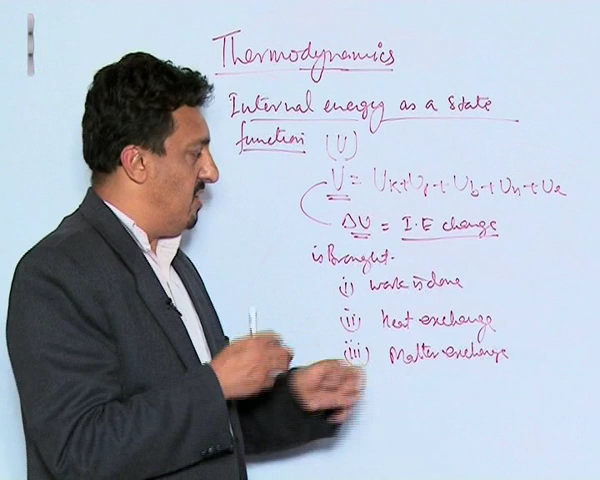 Thermodynamics
Internal energy as a state
function (U)
U = Uk + Up + Ub + Un + Ue
ΔU = I.E change
is Brought.
(i) work is done
(ii) Heat exchange
(iii) Matter exchange